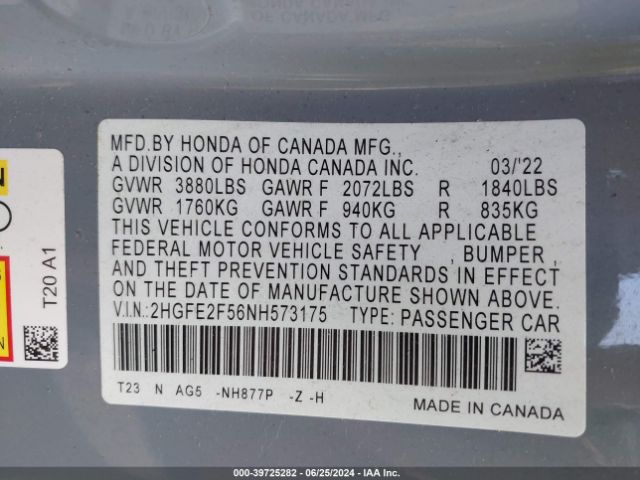 MFD.BY HONDA OF CANADA MFG.,
A DIVISION OF HONDA CANADA INC. 03/'22
GVWR 3880LBS GAWR F 2072LBS R 1840LBS
GVWR 1760KG GAWR F 940KG R 835KG
THIS VEHICLE CONFORMS TO ALL APPLICABLE
FEDERAL MOTOR VEHICLE SAFETY , BUMPER ,
AND THEFT PREVENTION STANDARDS IN EFFECT
ON THE DATE OF MANUFACTURE SHOWN ABOVE.
V.I.N.:2HGFE2F56NH573175 TYPE: PASSENGER CAR
T23 N AG5 -NH877P -Z -H
MADE IN CANADA
T20 A1
000-39725282 - 06/25/2024 - IAA Inc.